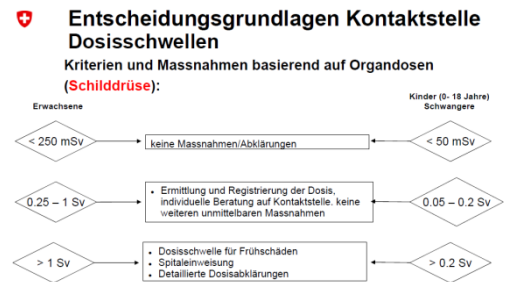 Entscheidungsgrundlagen Kontaktstelle
Dosisschwellen
Kriterien und Massnahmen basierend auf Organdosen
(Schilddrüse):
Erwachsene
Kinder (0- 18 Jahre)
Schwangere
< 250 mSv
keine Massnahmen/Abklärungen
< 50 mSv
0.25 – 1 Sv
• Ermittlung und Registrierung der Dosis,
individuelle Beratung auf Kontaktstelle. keine
weiteren unmittelbaren Massnahmen
0.05 – 0.2 Sv
> 1 Sv
• Dosisschwelle für Frühschäden
• Spitaleinweisung
• Detaillierte Dosisabklärungen
> 0.2 Sv